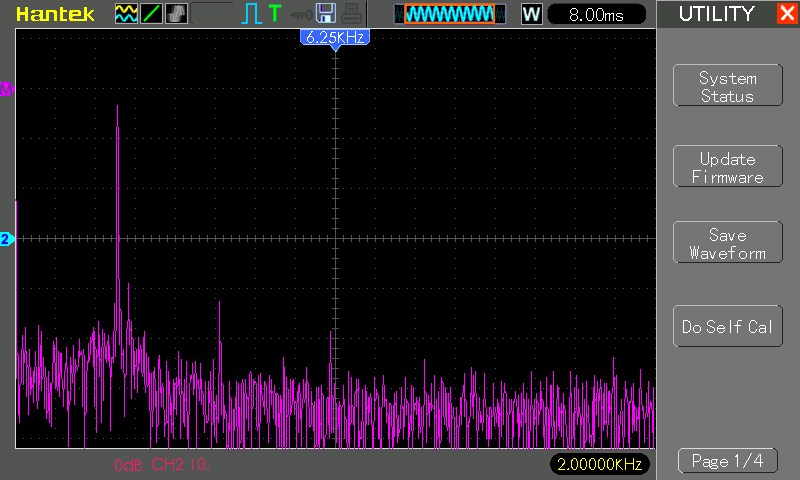 Hantek
T
W
8.00ms
UTILITY
6.25KHz
M
System
Status
Update
Firmware
2
Save
Waveform
Do Self Cal
0dB CH2 10.
2.00000KHz
Page 1/4